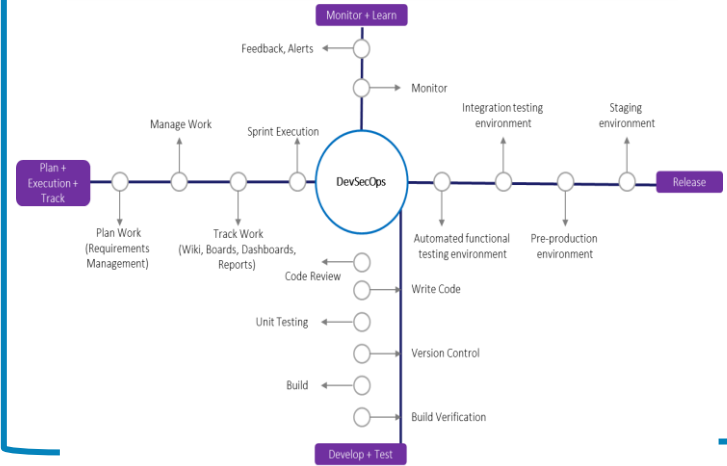 Monitor + Learn
Feedback, Alerts
Monitor
Manage Work
Sprint Execution
Integration testing
environment
Staging
environment
Plan +
Execution +
Track
DevSecOps
Release
Plan Work
(Requirements
Management)
Track Work
(Wiki, Boards, Dashboards,
Reports)
Automated functional
testing environment
Pre-production
environment
Code Review
Write Code
Unit Testing
Version Control
Build
Build Verification
Develop + Test